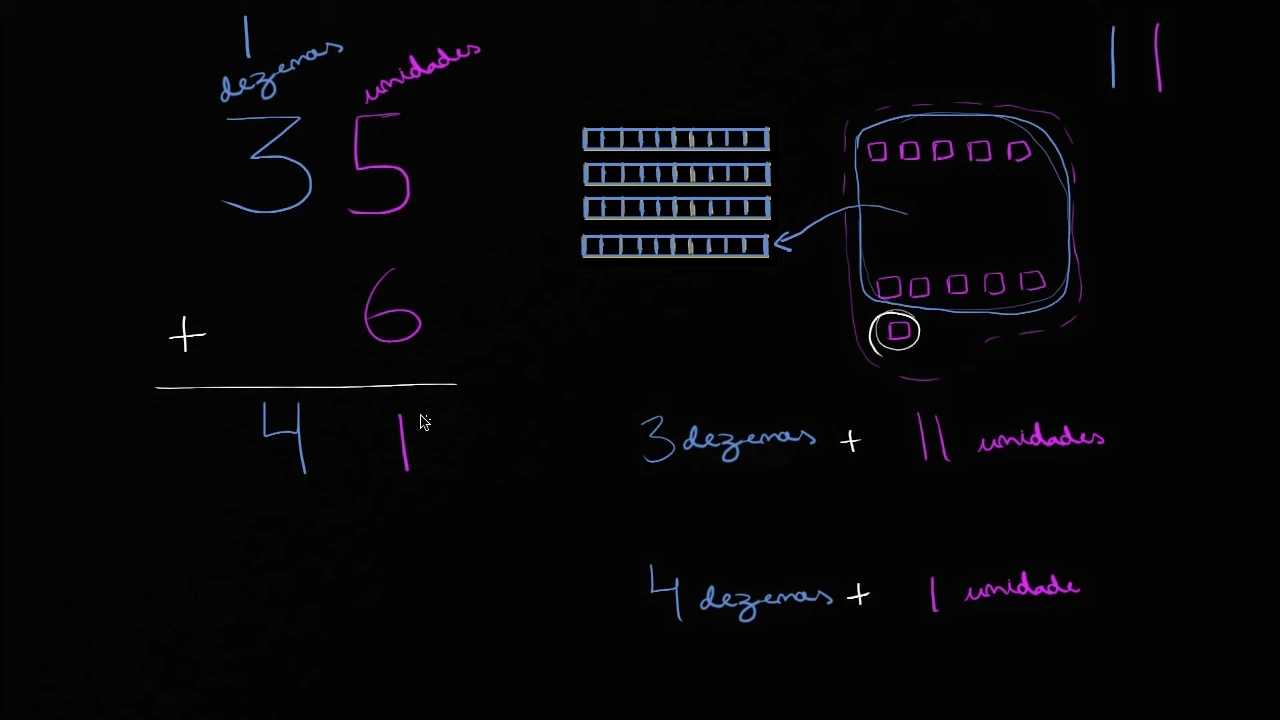 1
dezenas unidades
35
+ 6
41
11
3 dezenas + 11 unidades
4 dezenas + 1 unidade